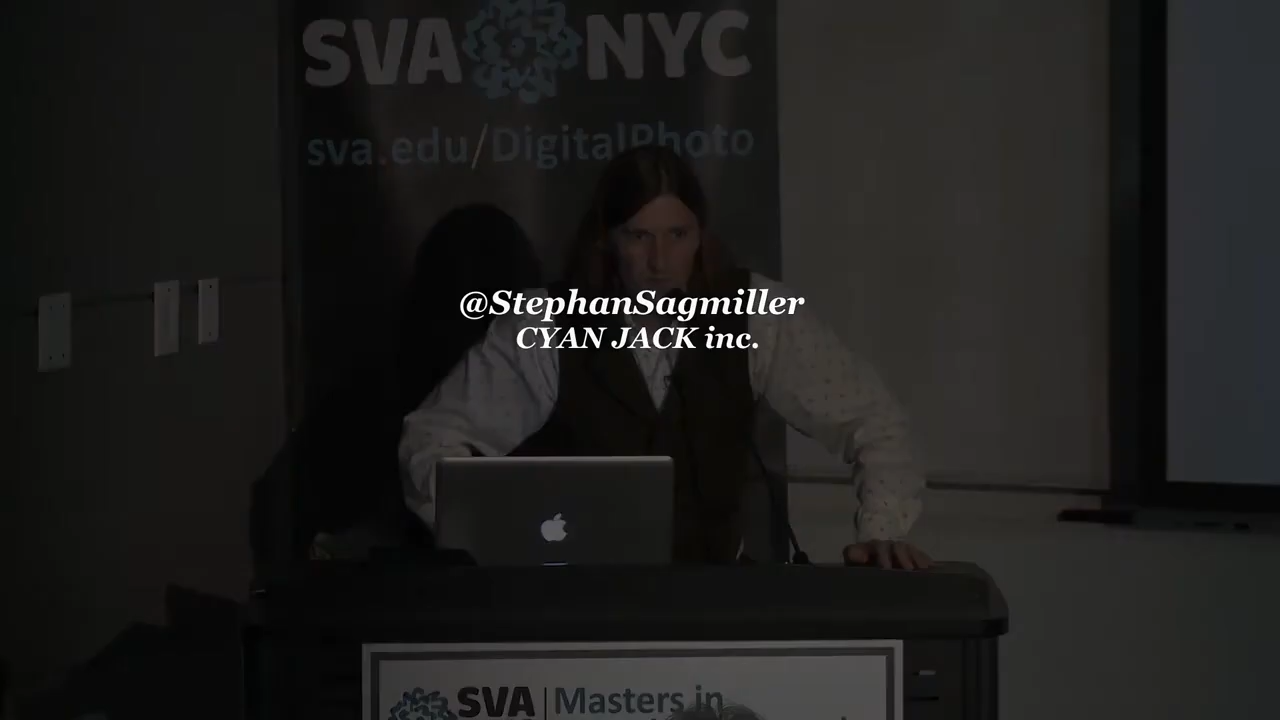 SVA NYC
sva.edu/DigitalPhoto
@StephanSagmiller
CYAN JACK inc.
SVA | Masters in